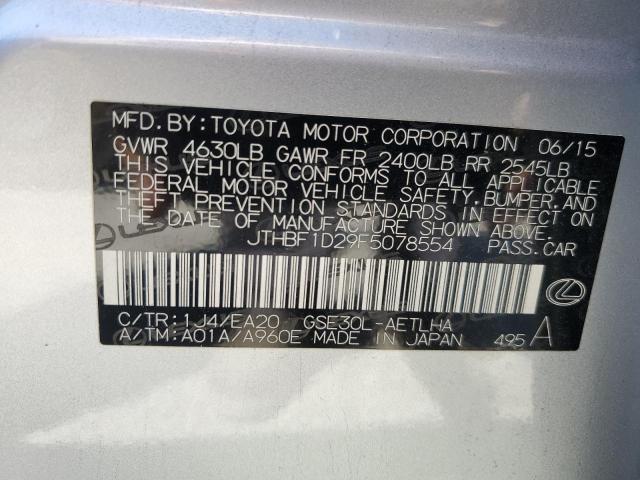 MFD.BY:TOYOTA MOTOR CORPORATION 06/15
GVWR 4630LB GAWR FR 2400LB RR 2545LB
THIS VEHICLE CONFORMS TO ALL APPLICABLE
FEDERAL MOTOR VEHICLE SAFETY,BUMPER,AND
THEFT PREVENTION STANDARDS IN EFFECT ON
THE DATE OF MANUFACTURE SHOWN ABOVE.
JTHBF1D29F5078554 PASS.CAR
C/TR:1J4/EA20 GSE30L-AETLHA
A/TM:A01A/A960E MADE IN JAPAN 495 A